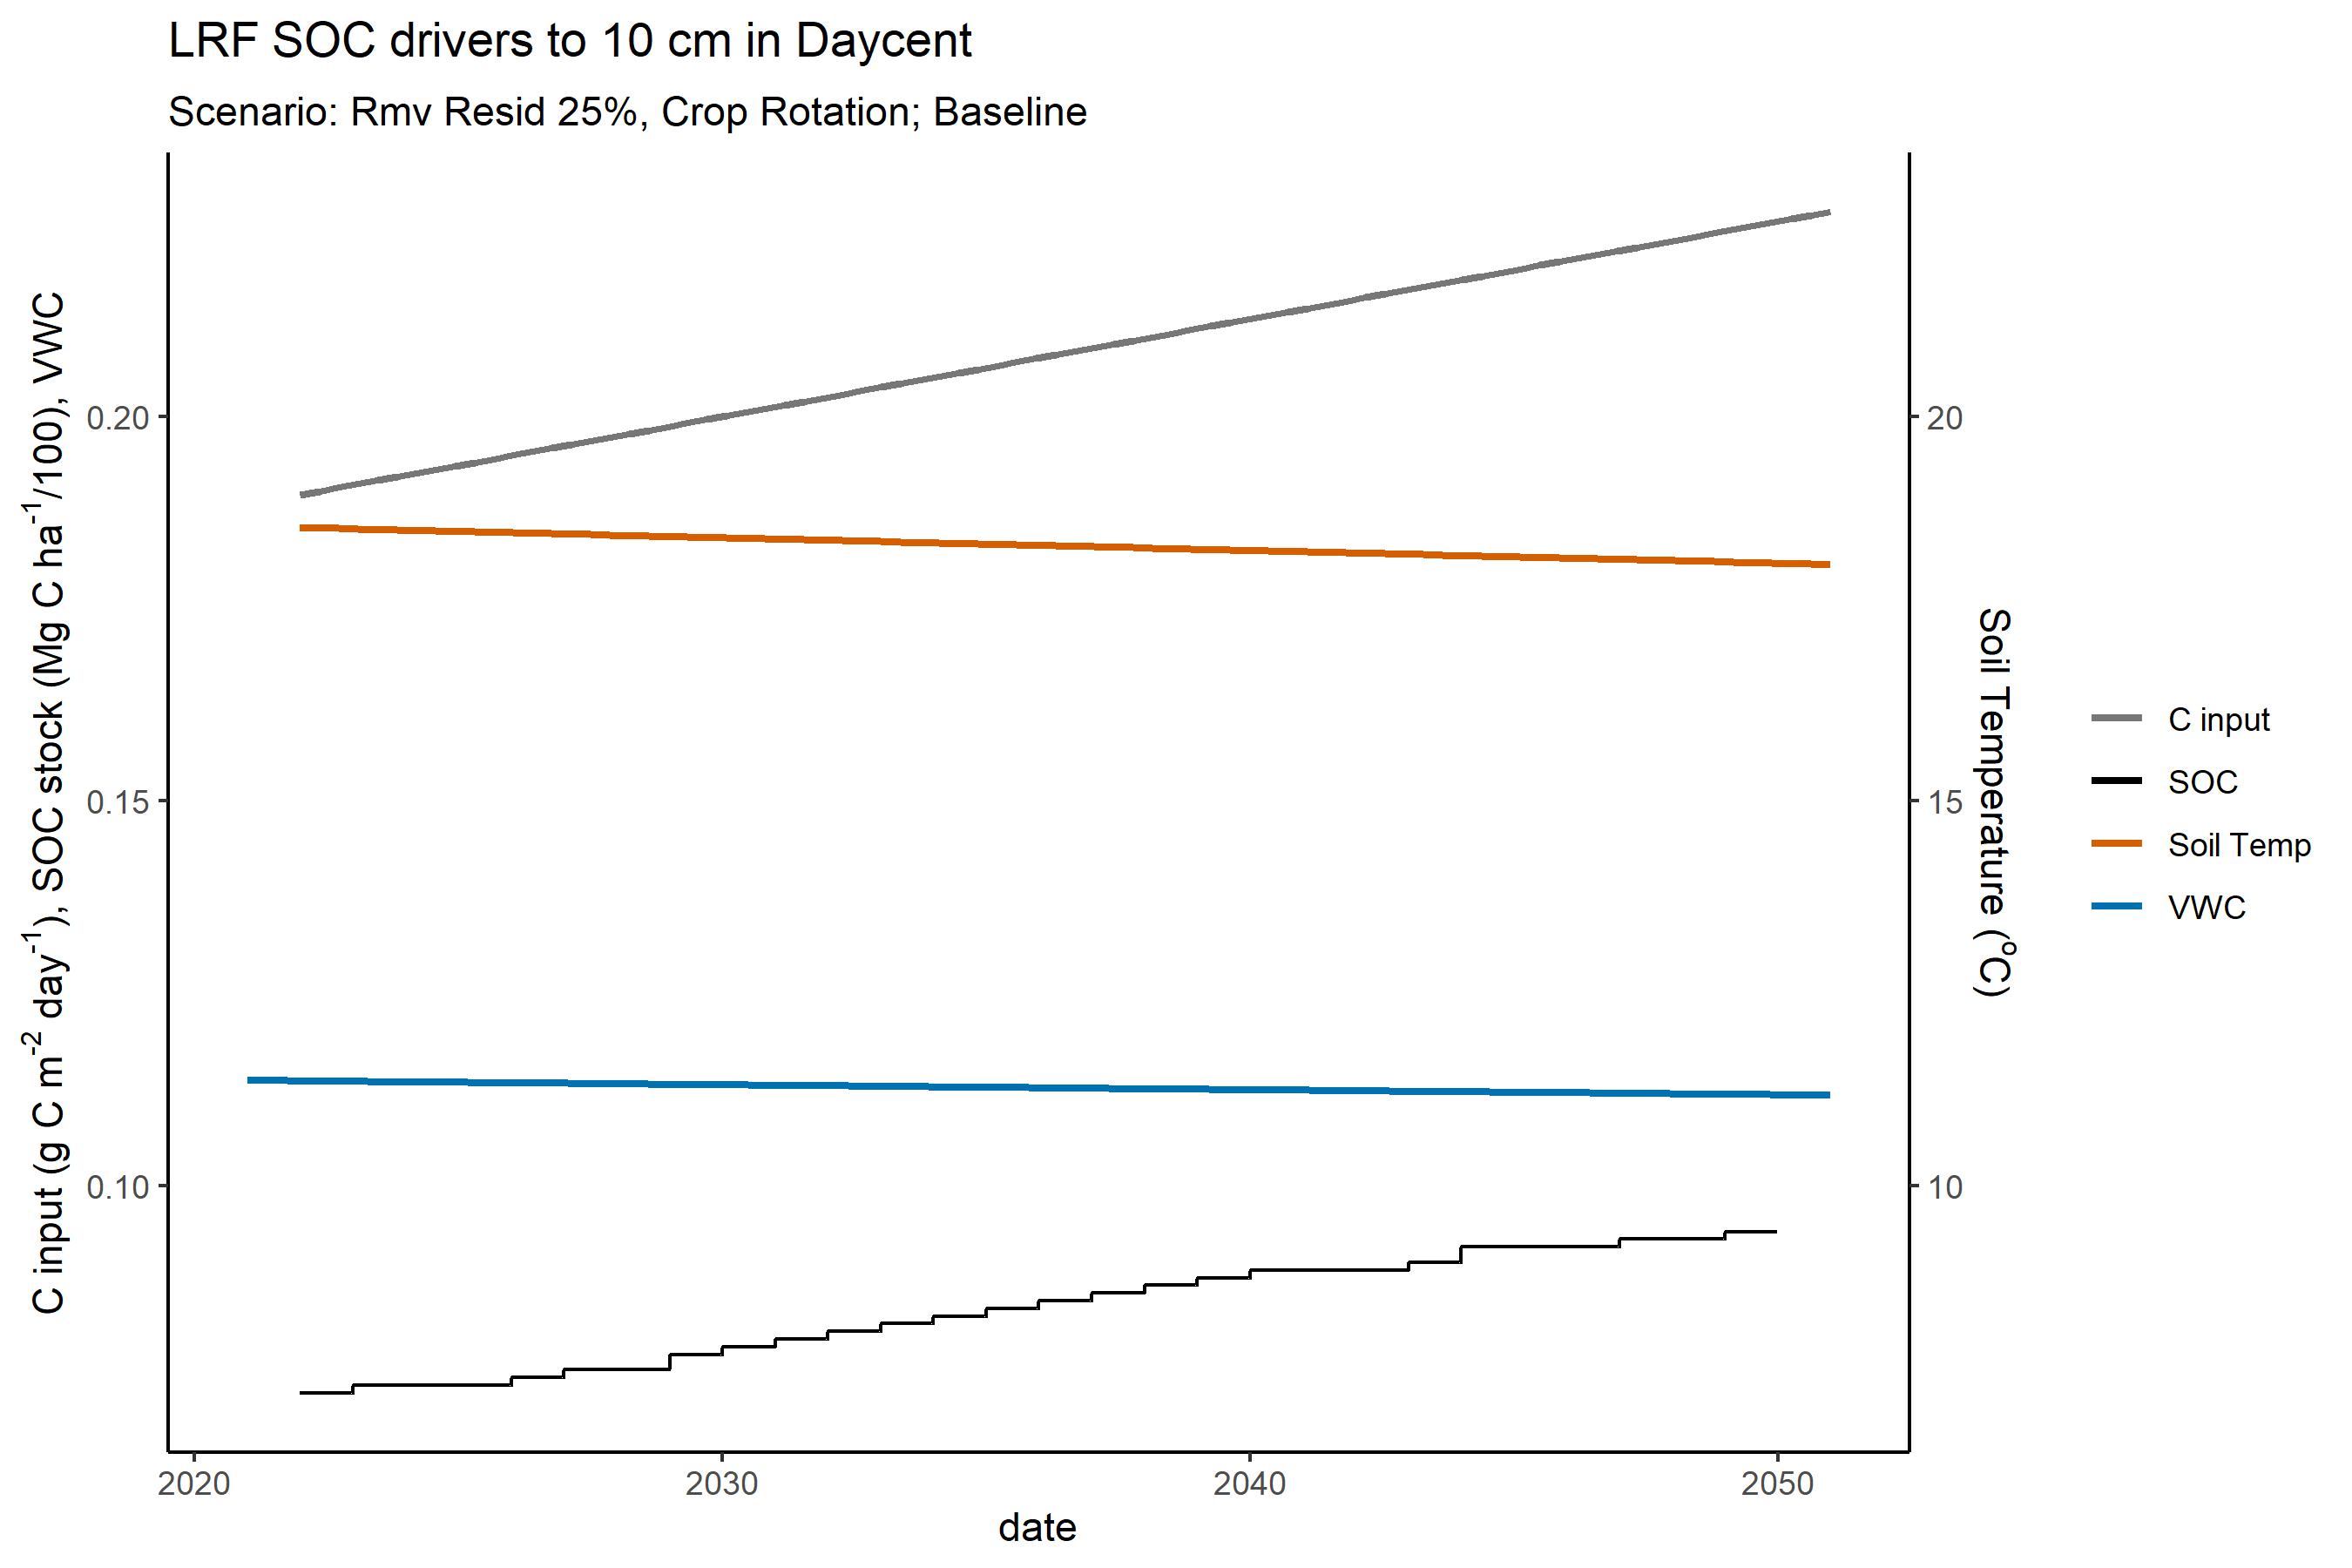 LRF SOC drivers to 10 cm in Daycent
Scenario: Rmv Resid 25%, Crop Rotation; Baseline
C input (g C m⁻² day⁻¹), SOC stock (Mg C ha⁻¹/100), VWC
0.20
0.15
0.10
20
15
10
Soil Temperature (ºC)
C input
SOC
Soil Temp
VWC
2020 2030 2040 2050
date